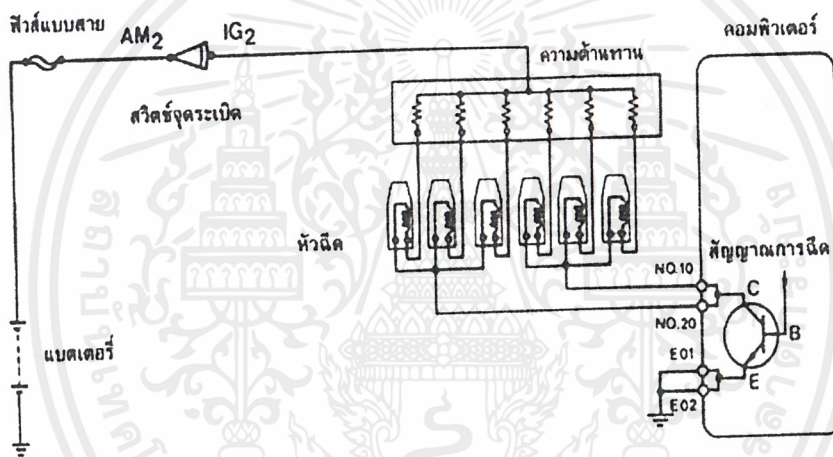 ฟิวส์แบบสาย
AM2
IG2
สวิตช์จุดระเบิด
ความต้านทาน
คอมพิวเตอร์
หัวฉีด
สัญญาณการฉีด
NO.10
C
B
NO.20
E01
E
E02
แบตเตอรี่